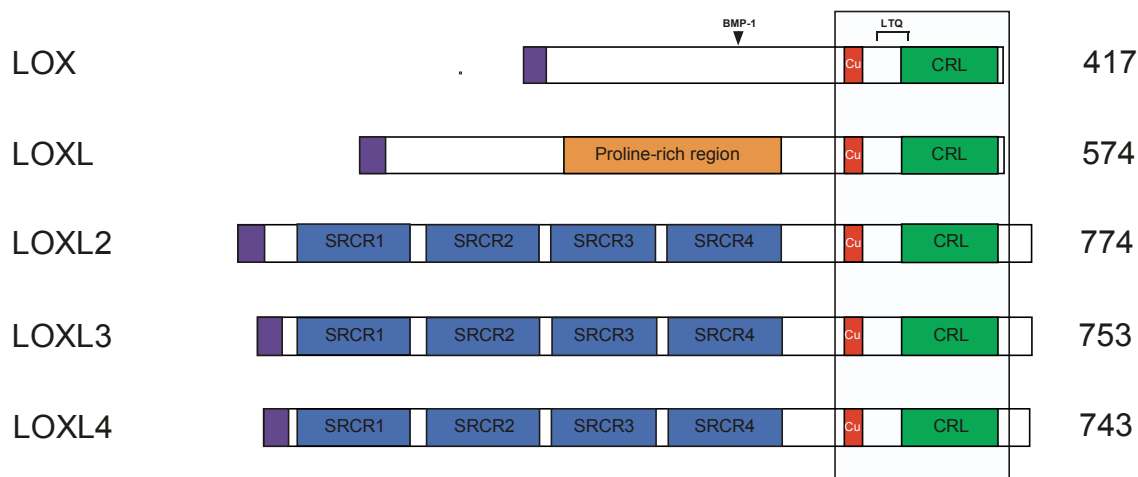 BMP-1 LTQ
LOX Cu CRL 417
LOXL Proline-rich region Cu CRL 574
LOXL2 SRCR1 SRCR2 SRCR3 SRCR4 Cu CRL 774
LOXL3 SRCR1 SRCR2 SRCR3 SRCR4 Cu CRL 753
LOXL4 SRCR1 SRCR2 SRCR3 SRCR4 Cu CRL 743